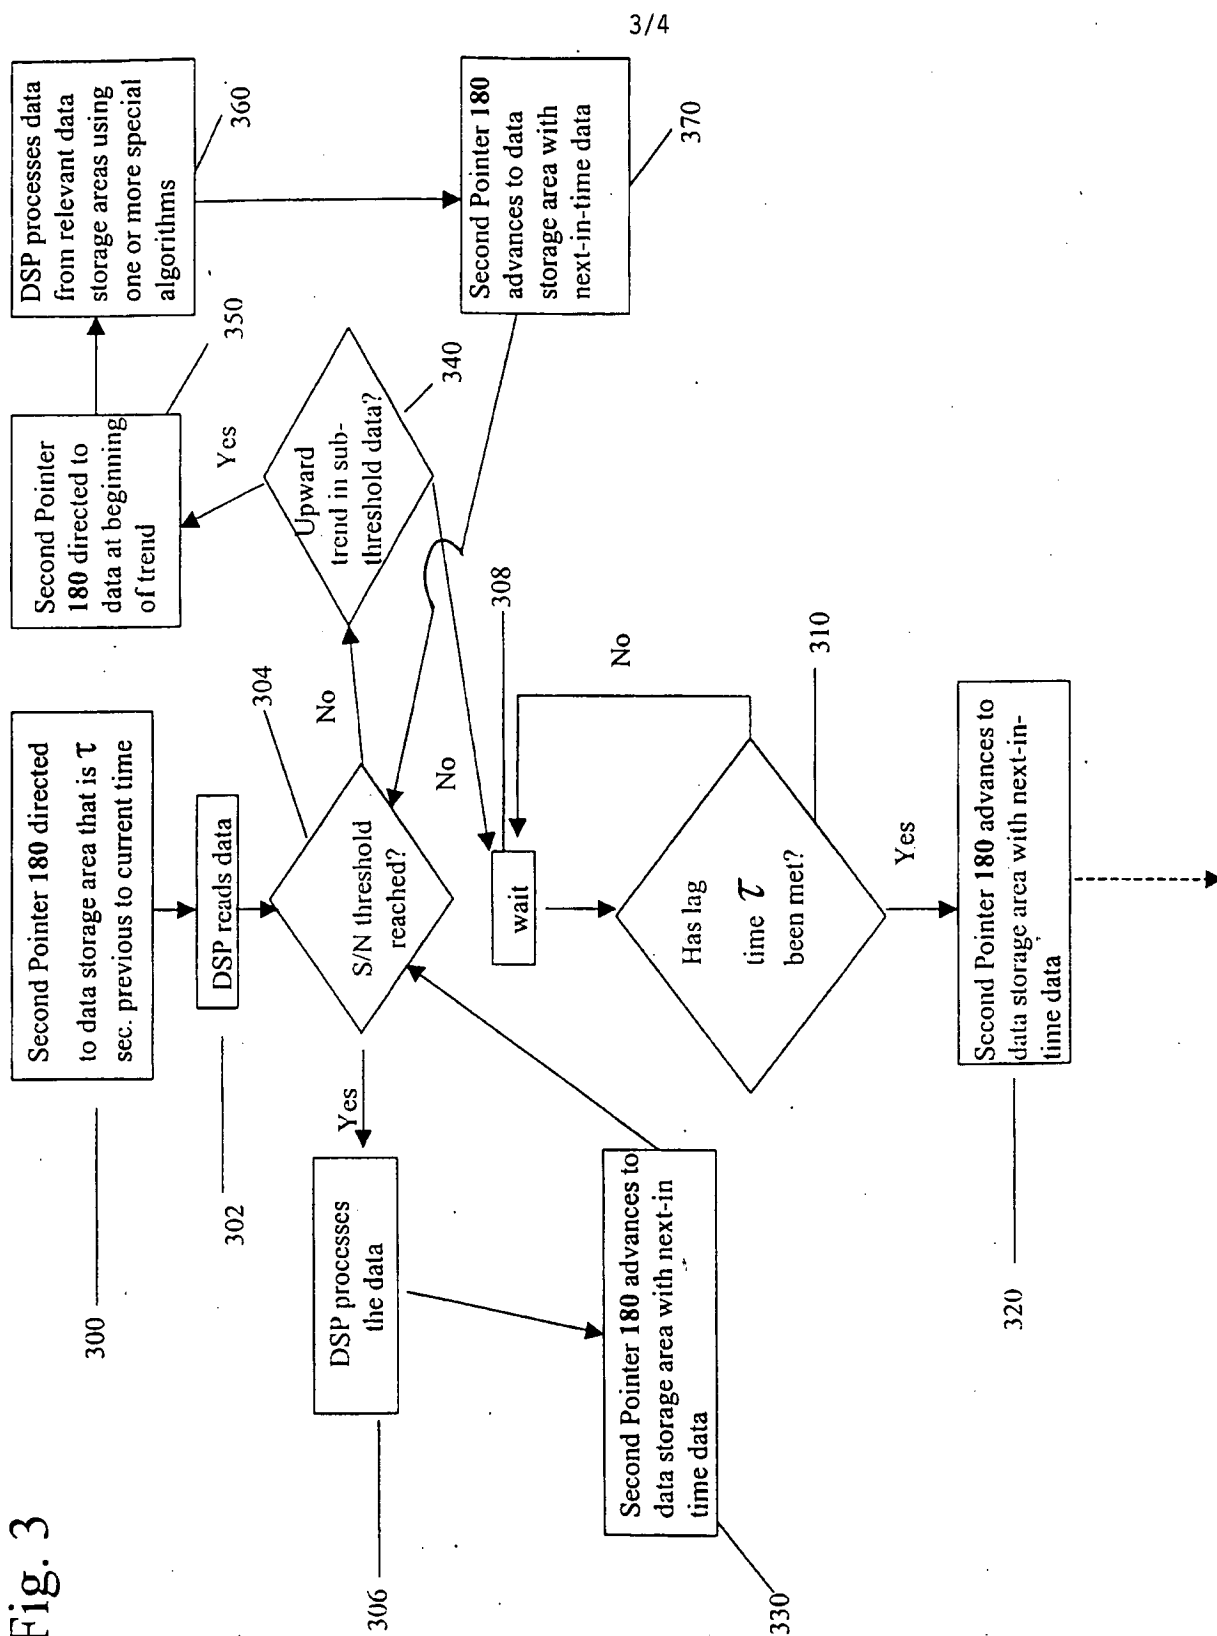 3/4
Fig. 3
Second Pointer 180 directed
to data storage area that is τ
sec. previous to current time
300
DSP reads data
302
S/N threshold
reached?
304
Yes
No
DSP processes
the data
306
Second Pointer 180 advances to
data storage area with next-in
time data
330
Upward
trend in sub-
threshold data?
340
Yes
No
Second Pointer
180 directed to
data at beginning
of trend
350
DSP processes data
from relevant data
storage areas using
one or more special
algorithms
360
Second Pointer 180
advances to data
storage area with
next-in-time data
370
wait
308
Has lag
time τ
been met?
310
No
Yes
Second Pointer 180 advances to
data storage area with next-in-
time data
320